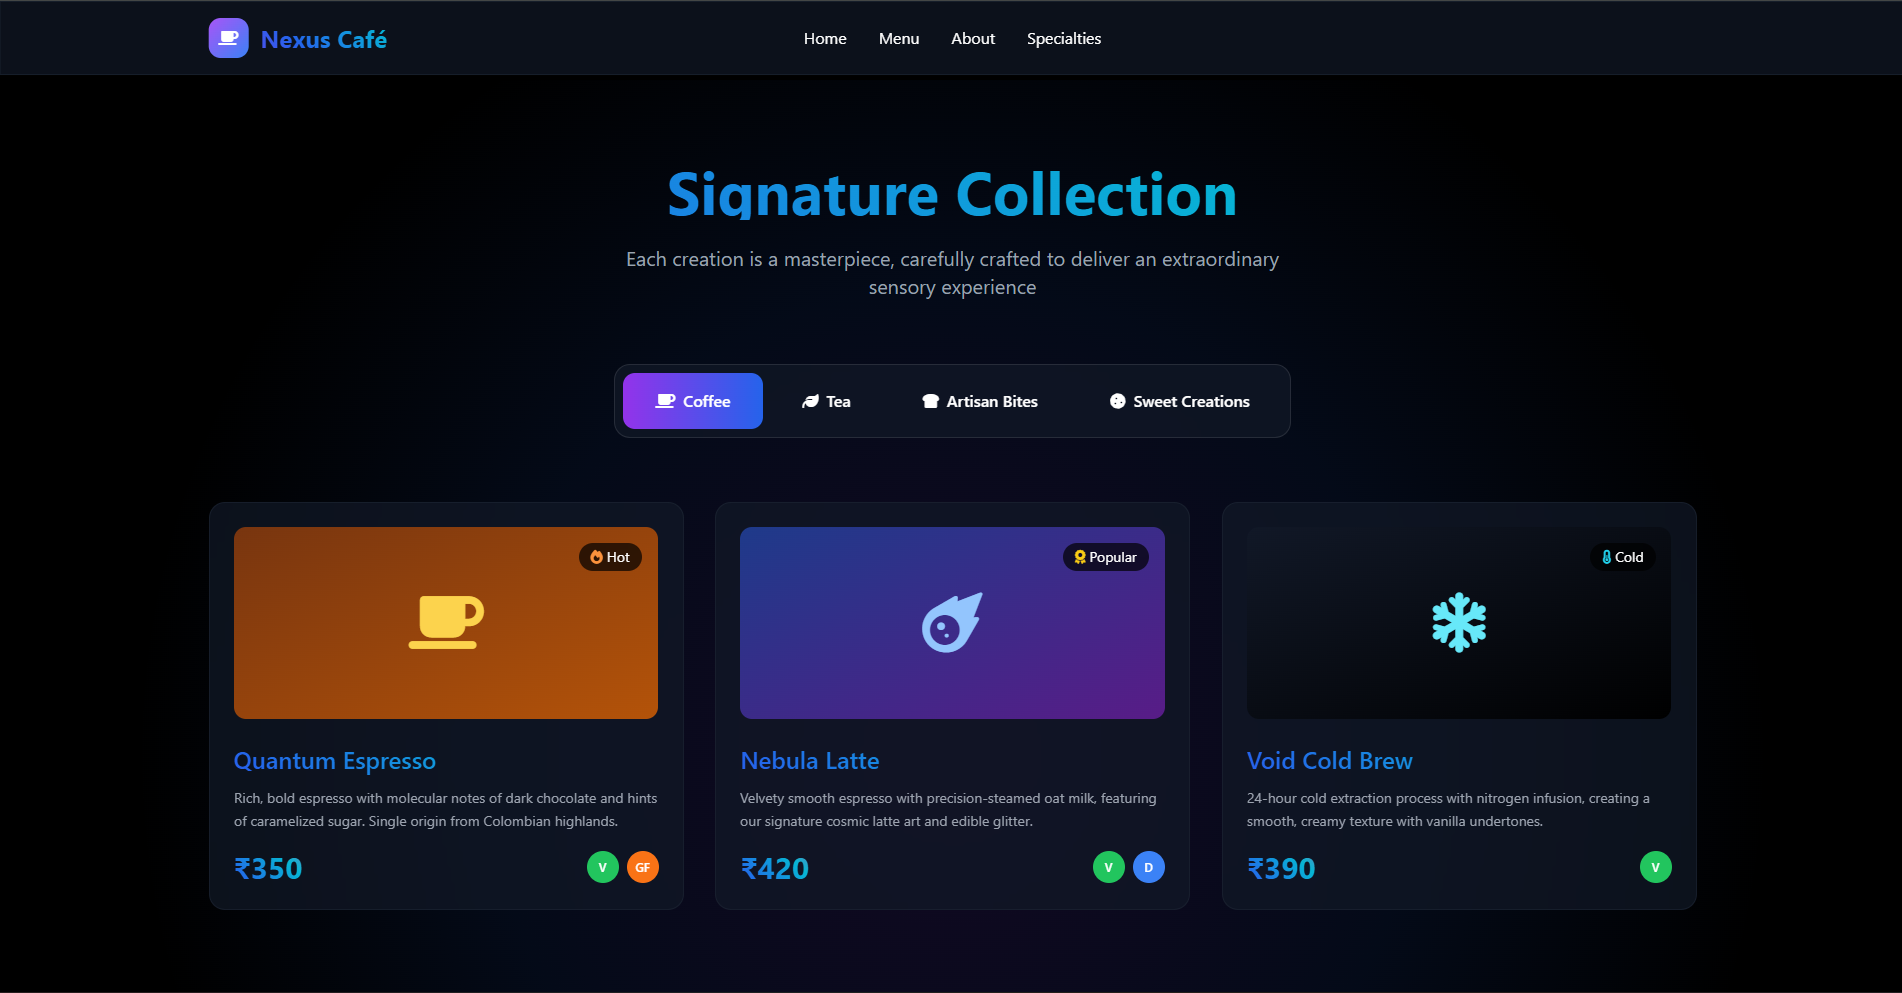 Nexus Café
Home
Menu
About
Specialties
Signature Collection
Each creation is a masterpiece, carefully crafted to deliver an extraordinary
sensory experience
Coffee
Tea
Artisan Bites
Sweet Creations
Hot
Quantum Espresso
Rich, bold espresso with molecular notes of dark chocolate and hints
of caramelized sugar. Single origin from Colombian highlands.
₹350
V
GF
Popular
Nebula Latte
Velvety smooth espresso with precision-steamed oat milk, featuring
our signature cosmic latte art and edible glitter.
₹420
V
D
Cold
Void Cold Brew
24-hour cold extraction process with nitrogen infusion, creating a
smooth, creamy texture with vanilla undertones.
₹390
V